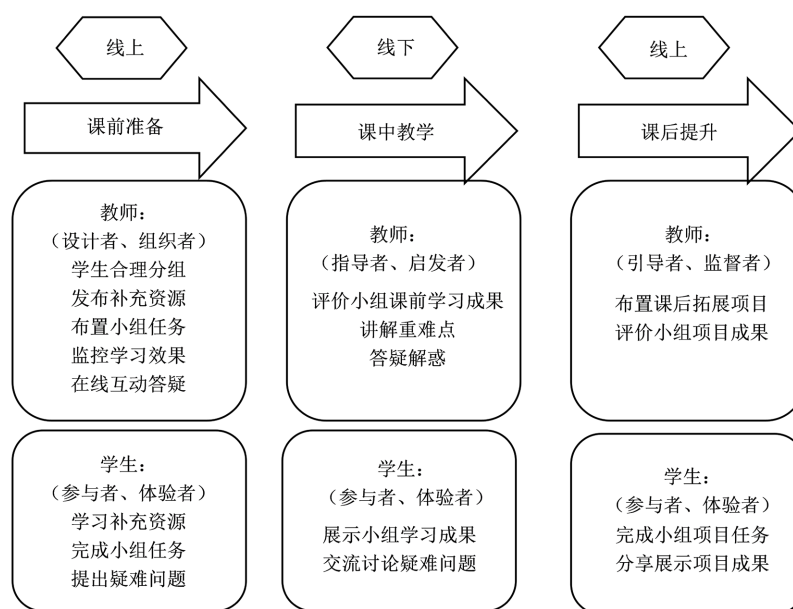 线上
课前准备
教师：
（设计者、组织者）
学生合理分组
发布补充资源
布置小组任务
监控学习效果
在线互动答疑
学生：
（参与者、体验者）
学习补充资源
完成小组任务
提出疑难问题
线下
课中教学
教师：
（指导者、启发者）
评价小组课前学习成果
讲解重难点
答疑解惑
学生：
（参与者、体验者）
展示小组学习成果
交流讨论疑难问题
线上
课后提升
教师：
（引导者、监督者）
布置课后拓展项目
评价小组项目成果
学生：
（参与者、体验者）
完成小组项目任务
分享展示项目成果